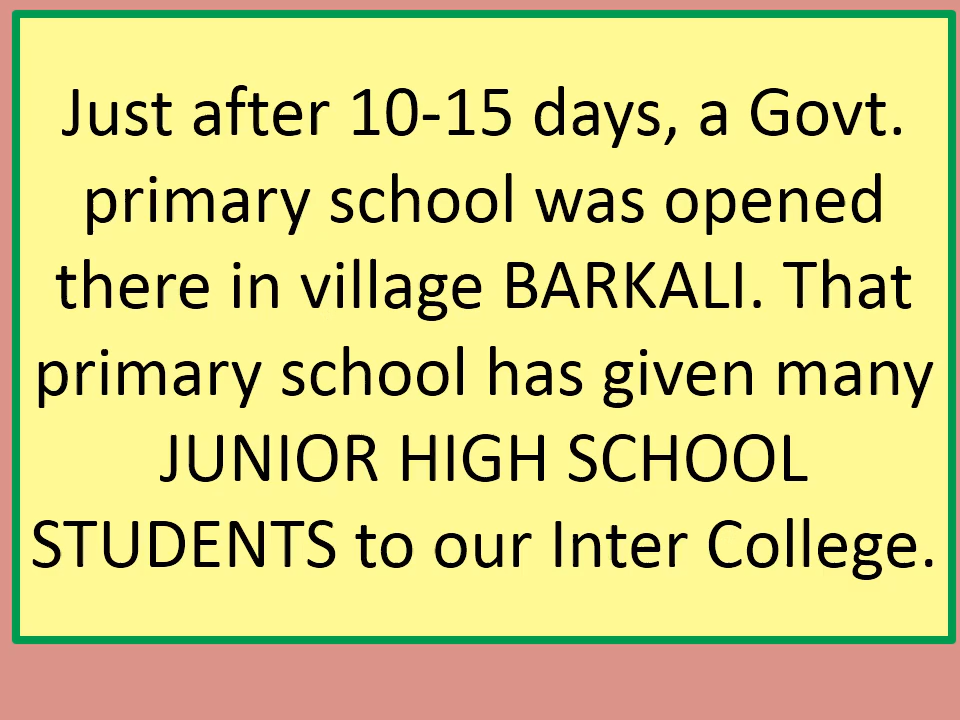 Just after 10-15 days, a Govt.
primary school was opened
there in village BARKALI. That
primary school has given many
JUNIOR HIGH SCHOOL
STUDENTS to our Inter College.